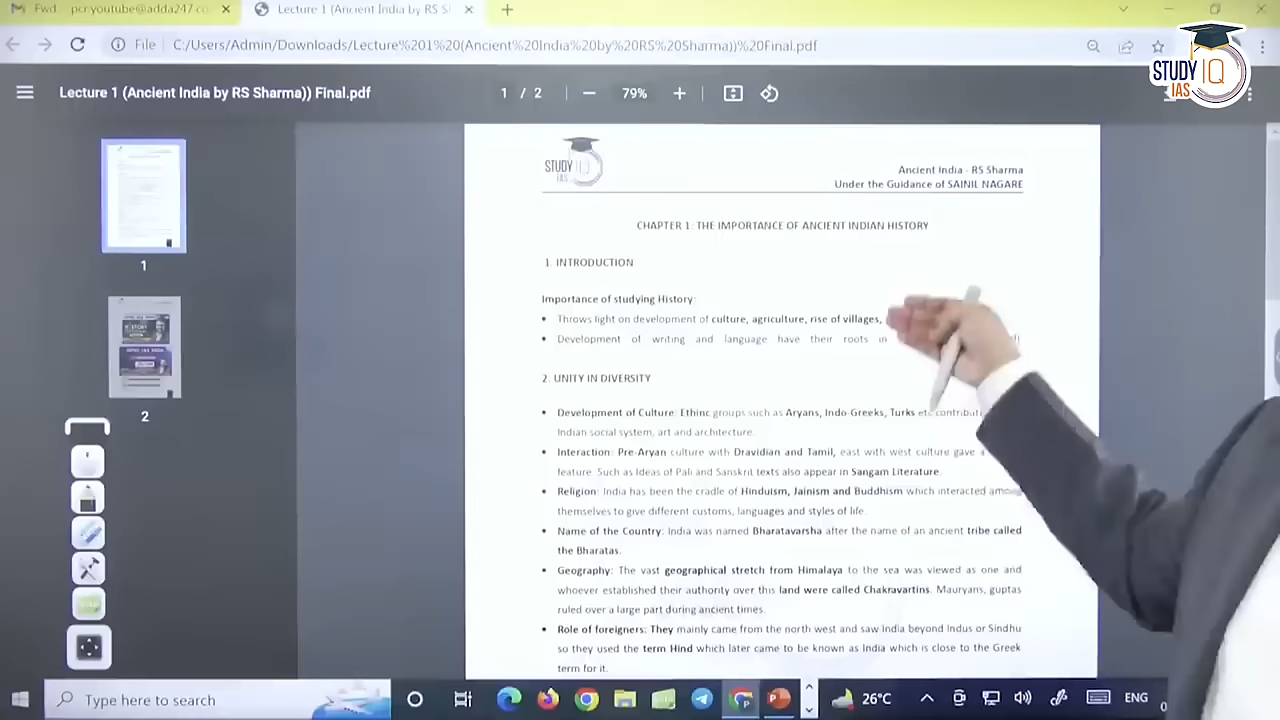 Fwd pcr.youtube@adda247.co
Lecture 1 (Ancient India by RS S
File C:/Users/Admin/Downloads/Lecture%201%20(Ancient%20India%20by%20RS%20Sharma))%20Final.pdf
STUDY IQ
IAS
Lecture 1 (Ancient India by RS Sharma)) Final.pdf
1 / 2
79%
STUDY IQ
IAS
Ancient India - RS Sharma
Under the Guidance of SAINIL NAGARE
CHAPTER 1: THE IMPORTANCE OF ANCIENT INDIAN HISTORY
1. INTRODUCTION
Importance of studying History:
• Throws light on development of culture, agriculture, rise of villages,
• Development of writing and language have their roots in
2. UNITY IN DIVERSITY
• Development of Culture: Ethinc groups such as Aryans, Indo-Greeks, Turks etc contributi
Indian social system, art and architecture.
• Interaction: Pre-Aryan culture with Dravidian and Tamil, east with west culture gave a
feature. Such as Ideas of Pali and Sanskrit texts also appear in Sangam Literature.
• Religion: India has been the cradle of Hinduism, Jainism and Buddhism which interacted among
themselves to give different customs, languages and styles of life.
• Name of the Country: India was named Bharatavarsha after the name of an ancient tribe called
the Bharatas.
• Geography: The vast geographical stretch from Himalaya to the sea was viewed as one and
whoever established their authority over this land were called Chakravartins. Mauryans, guptas
ruled over a large part during ancient times.
• Role of foreigners: They mainly came from the north west and saw India beyond Indus or Sindhu
so they used the term Hind which later came to be known as India which is close to the Greek
term for it.
1
HISTORY
2
Type here to search
26°C
ENG